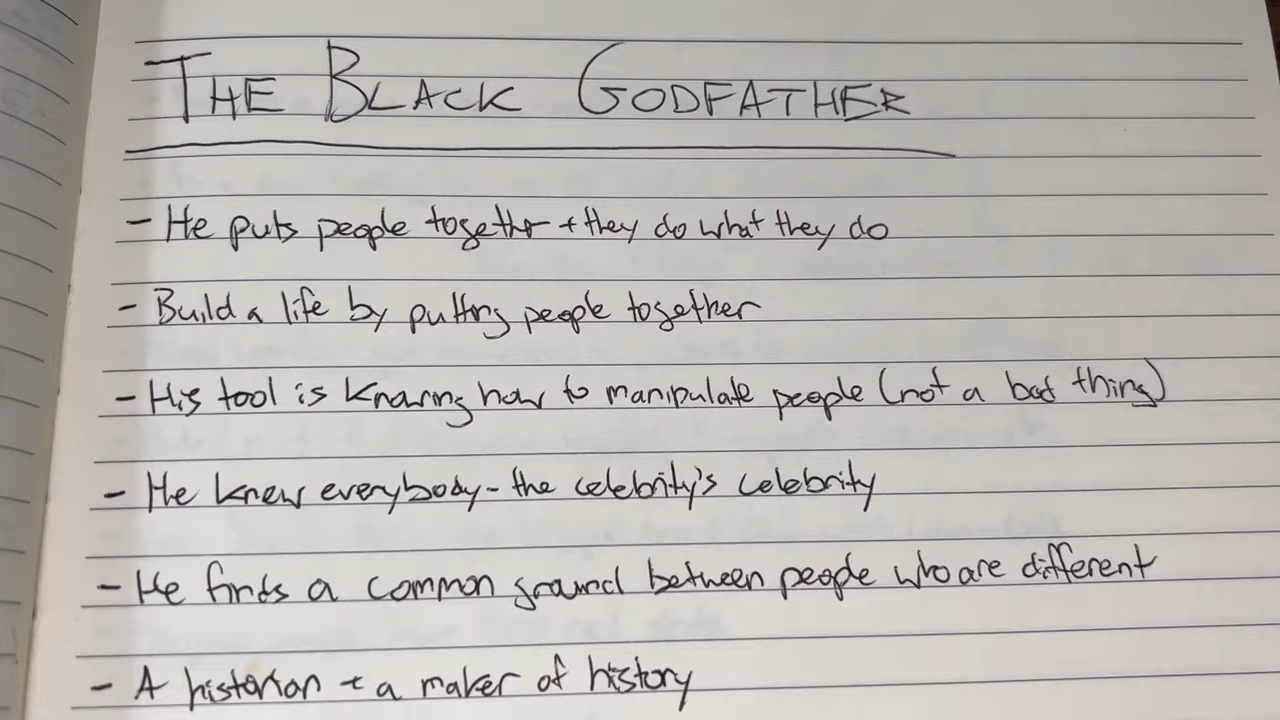 THE BLACK GODFATHER
- He puts people together + they do what they do
- Build a life by putting people together
- His tool is knowing how to manipulate people (not a bad thing)
- He knew everybody - the celebrity's celebrity
- He finds a common ground between people who are different
- A historian + a maker of history